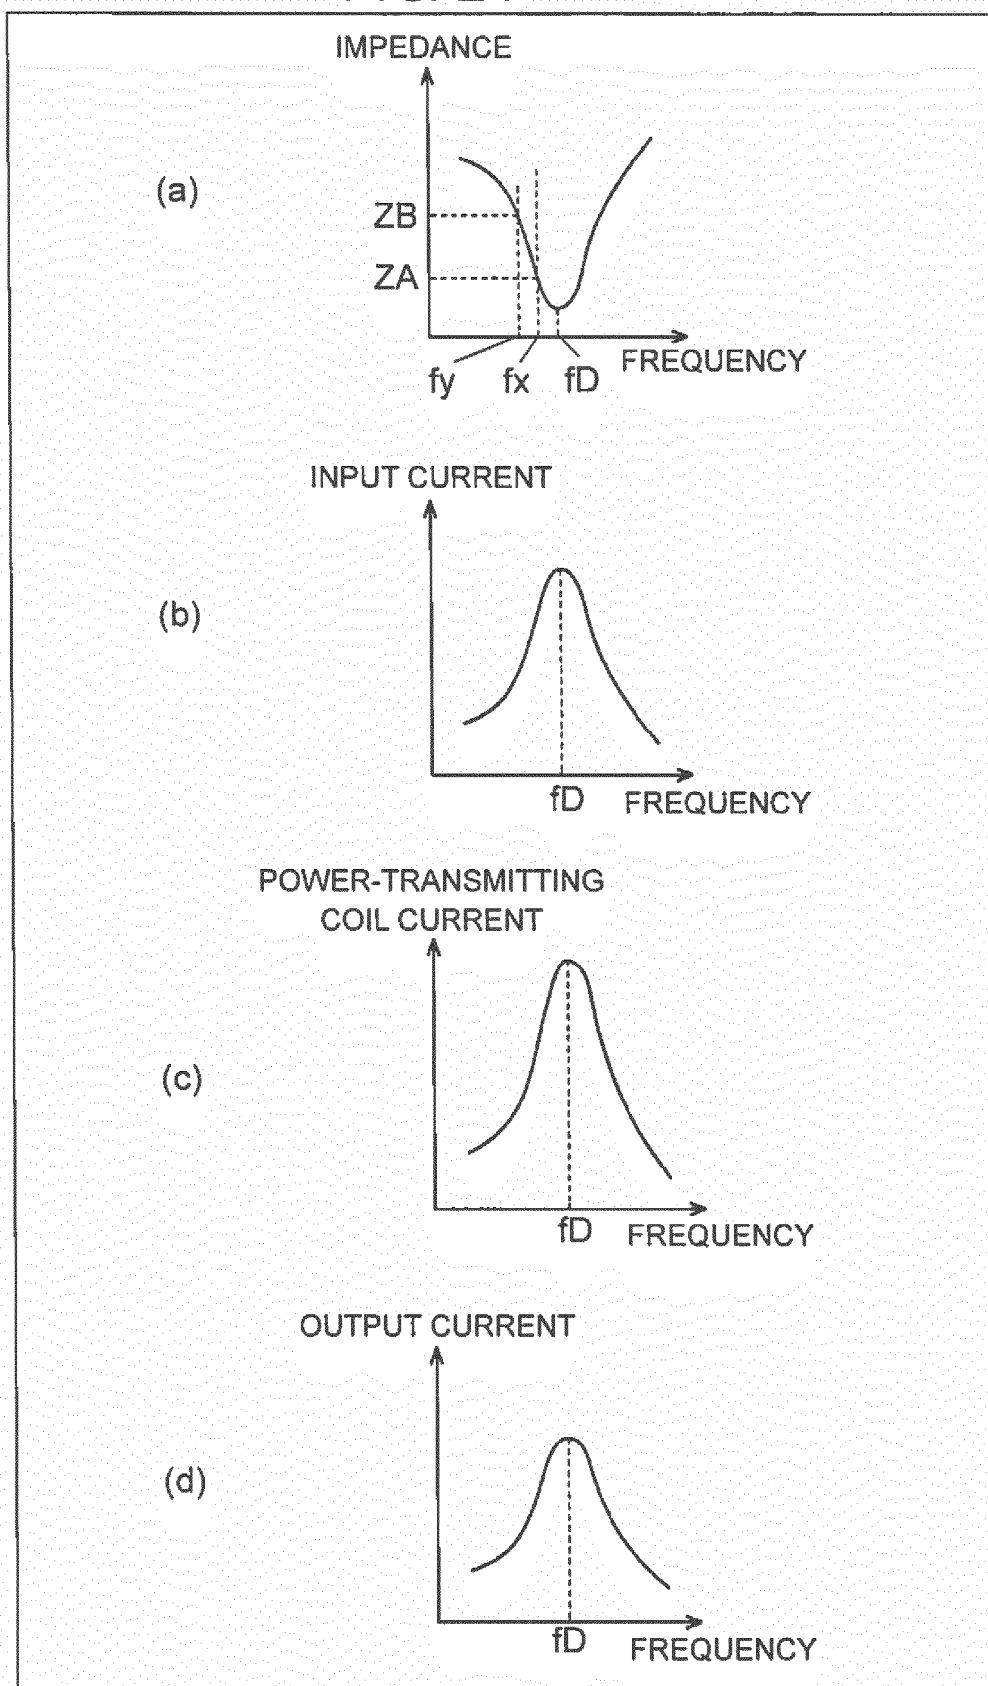 IMPEDANCE
(a)
ZB
ZA
fy fx fD FREQUENCY
INPUT CURRENT
(b)
fD FREQUENCY
POWER-TRANSMITTING
COIL CURRENT
(c)
fD FREQUENCY
OUTPUT CURRENT
(d)
fD FREQUENCY